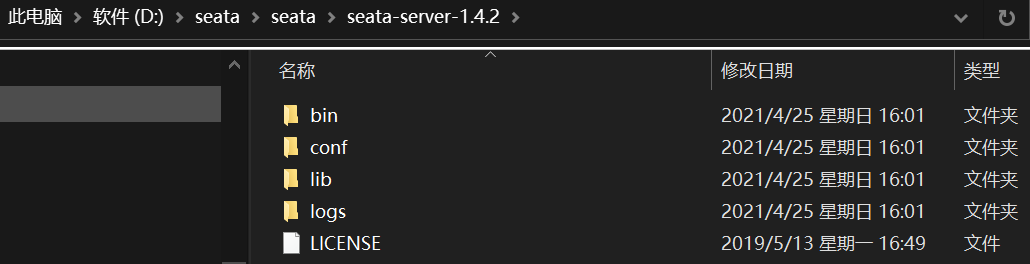 此电脑 软件 (D:) seata seata seata-server-1.4.2
名称 修改日期 类型
bin 2021/4/25 星期日 16:01 文件夹
conf 2021/4/25 星期日 16:01 文件夹
lib 2021/4/25 星期日 16:01 文件夹
logs 2021/4/25 星期日 16:01 文件夹
LICENSE 2019/5/13 星期一 16:49 文件